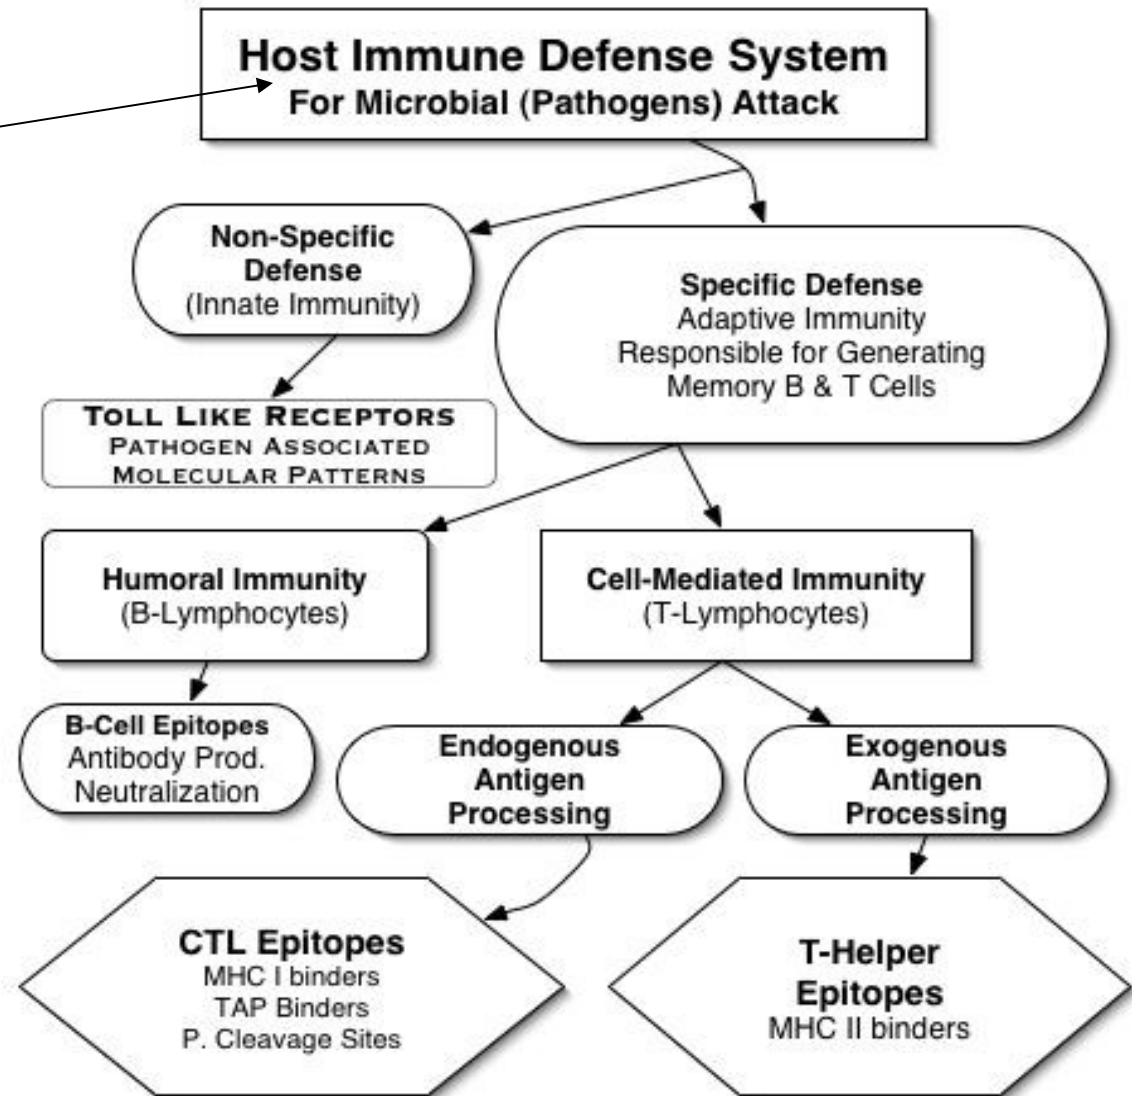 Host Immune Defense System
For Microbial (Pathogens) Attack
Non-Specific
Defense
(Innate Immunity)
Specific Defense
Adaptive Immunity
Responsible for Generating
Memory B & T Cells
TOLL LIKE RECEPTORS
PATHOGEN ASSOCIATED
MOLECULAR PATTERNS
Humoral Immunity
(B-Lymphocytes)
Cell-Mediated Immunity
(T-Lymphocytes)
B-Cell Epitopes
Antibody Prod.
Neutralization
Endogenous
Antigen
Processing
Exogenous
Antigen
Processing
CTL Epitopes
MHC I binders
TAP Binders
P. Cleavage Sites
T-Helper
Epitopes
MHC II binders